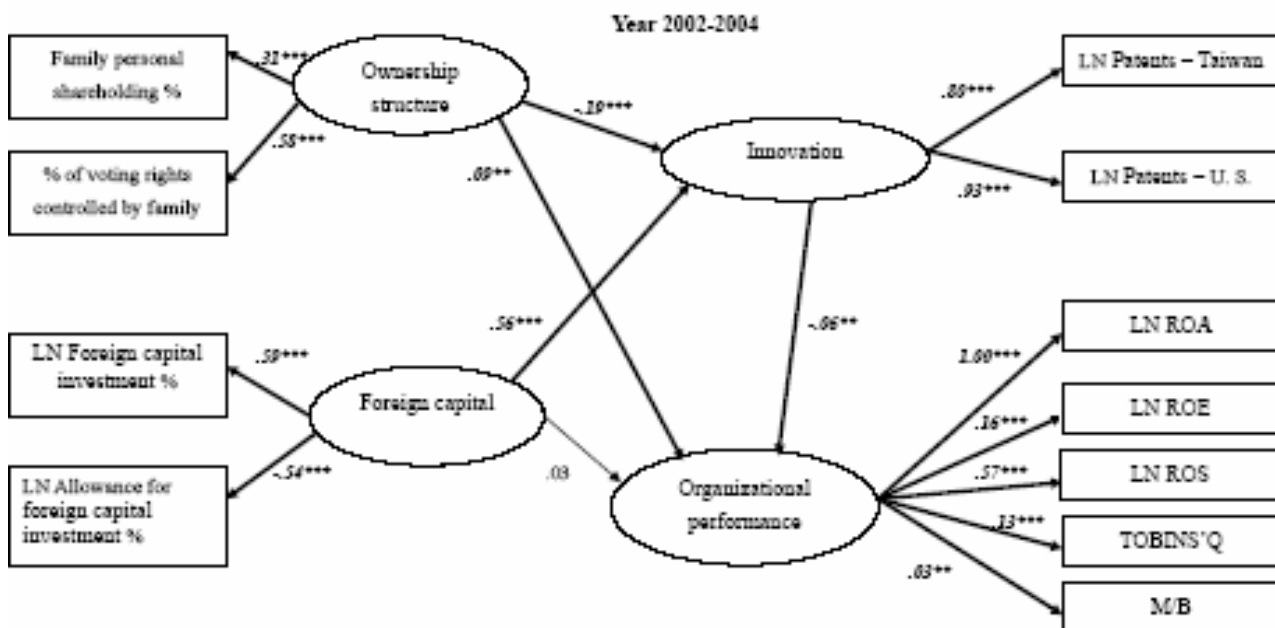 Year 2002-2004
Family personal
shareholding %
.31***
Ownership
structure
-.19***
LN Patents – Taiwan
.58***
.09**
Innovation
% of voting rights
controlled by family
.93***
LN Patents – U. S.
LN Foreign capital
investment %
.59***
.56***
-.06**
LN ROA
1.00***
Foreign capital
.16***
LN ROE
-.54***
.03
.57***
LN ROS
LN Allowance for
foreign capital
investment %
Organizational
performance
.13***
TOBINS'Q
.03**
M/B